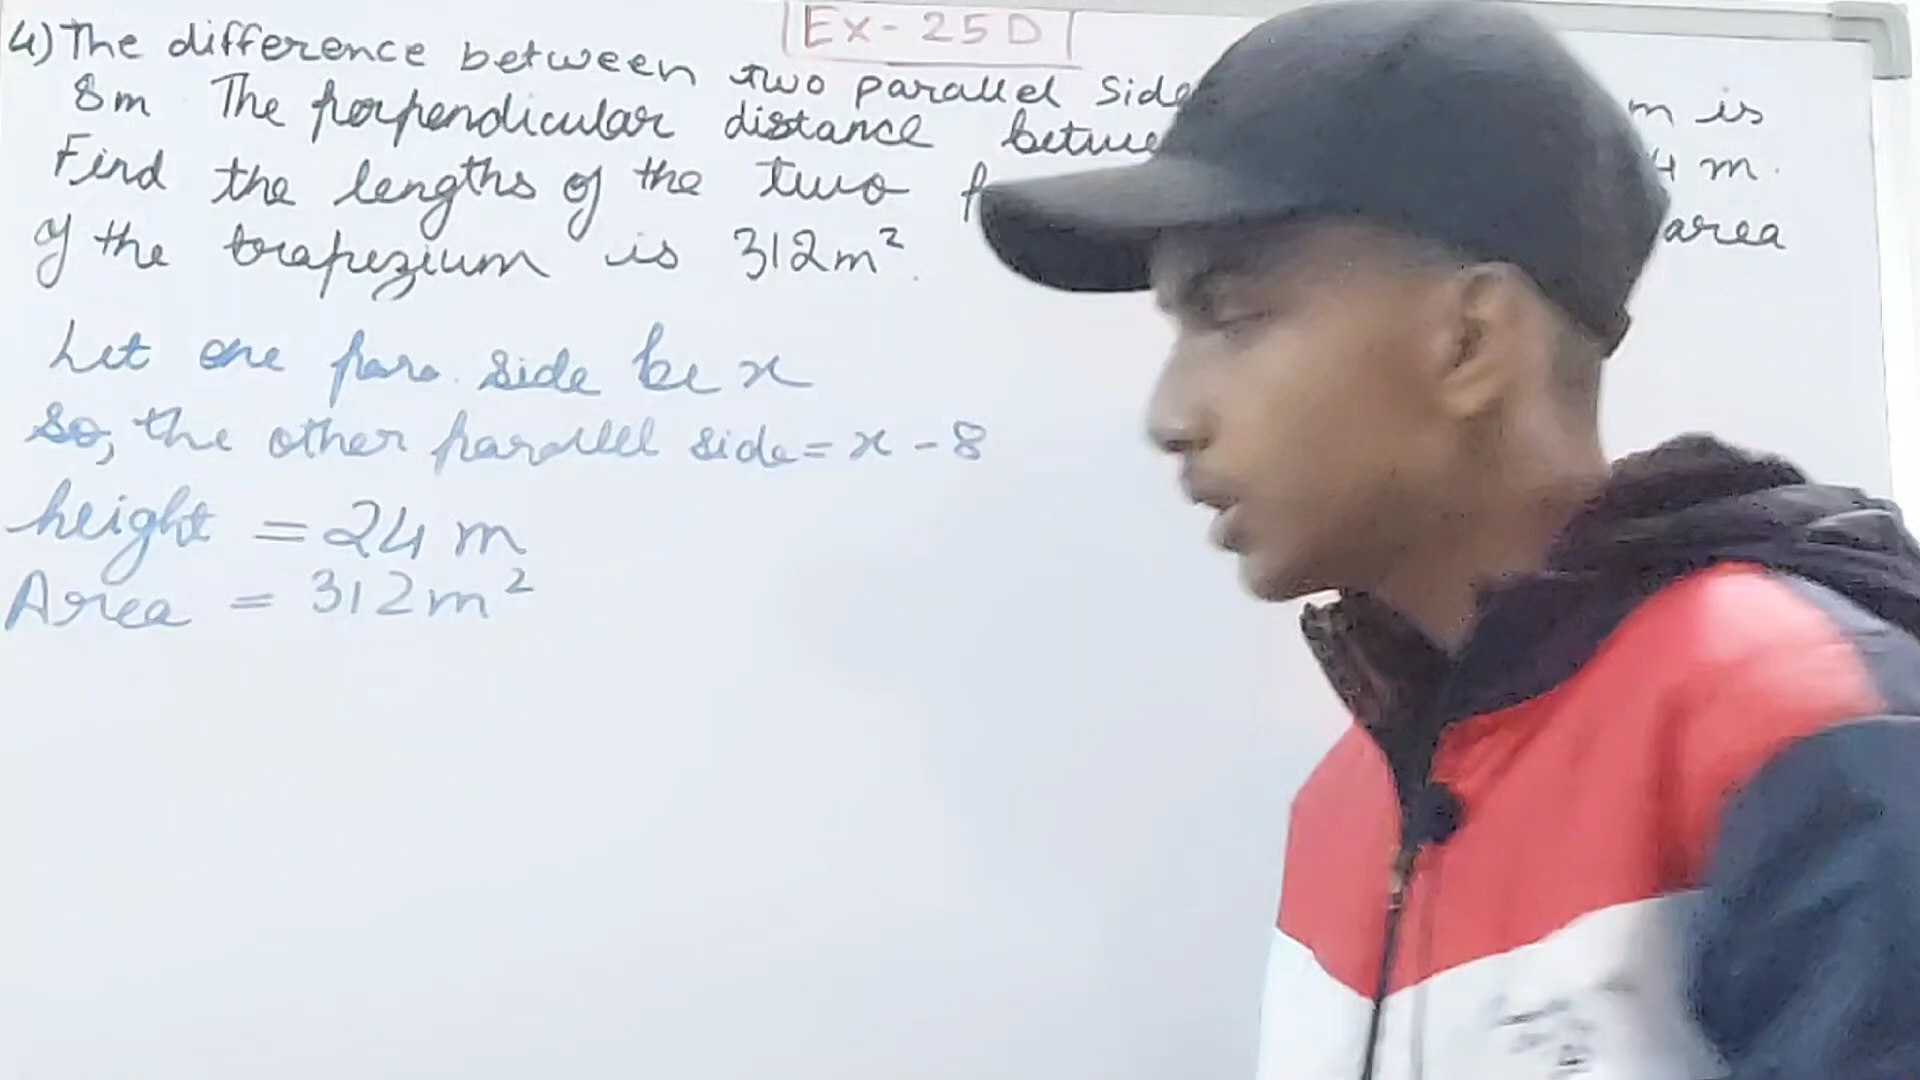 Ex-25D
4) The difference between two parallel m is
8m The perpendicular distance 4 m.
Find the lengths of the two area
of the trapezium is 312m².
Let one para. side be x
so, the other parallel side = x - 8
height = 24 m
Area = 312m²